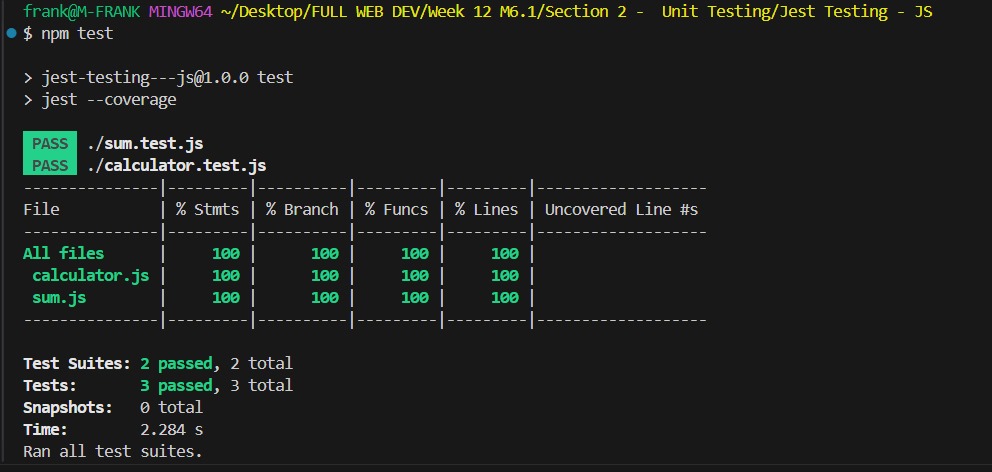 frank@M-FRANK MINGW64 ~/Desktop/FULL WEB DEV/Week 12 M6.1/Section 2 -  Unit Testing/Jest Testing - JS
$ npm test
> jest-testing---js@1.0.0 test
> jest --coverage
PASS ./sum.test.js
PASS ./calculator.test.js
---------------|---------|----------|---------|---------|-------------------
File           | % Stmts | % Branch | % Funcs | % Lines | Uncovered Line #s
---------------|---------|----------|---------|---------|-------------------
All files      |     100 |      100 |     100 |     100 |
 calculator.js |     100 |      100 |     100 |     100 |
 sum.js        |     100 |      100 |     100 |     100 |
---------------|---------|----------|---------|---------|-------------------
Test Suites: 2 passed, 2 total
Tests:       3 passed, 3 total
Snapshots:   0 total
Time:        2.284 s
Ran all test suites.